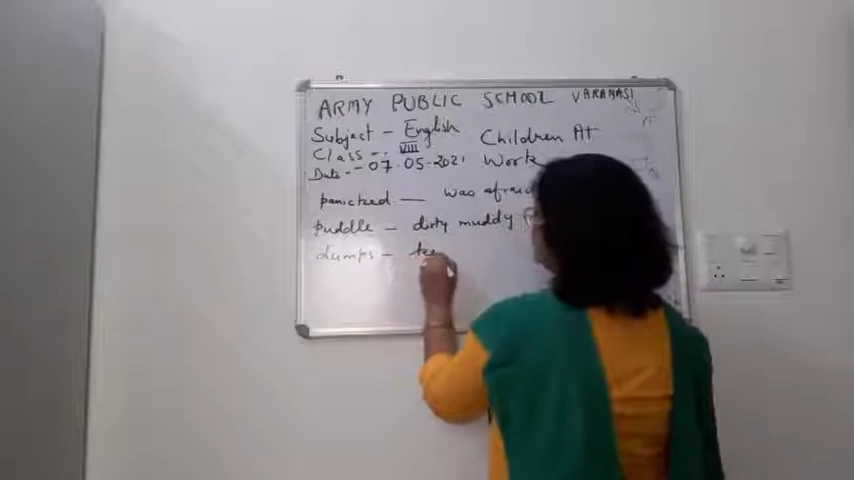 ARMY PUBLIC SCHOOL VARANASI
Subject - English
Class - VIII
Date - 07.05.2021
Children At
Work
panicked — was afraid
puddle - dirty muddy
dumps -